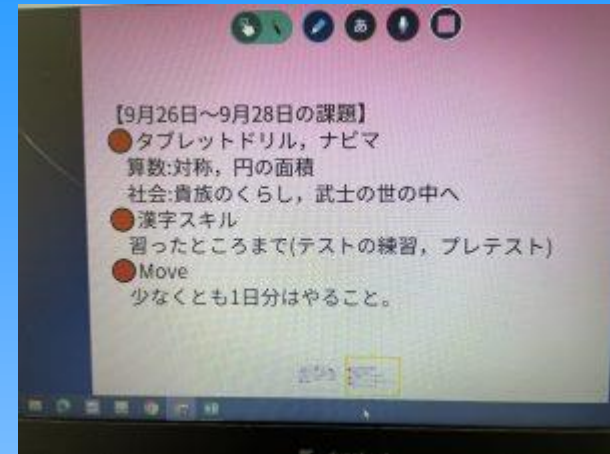 あ
【9月26日~9月28日の課題】
タブレットドリル,ナビマ
算数:対称,円の面積
社会:貴族のくらし,武士の世の中へ
漢字スキル
習ったところまで(テストの練習,プレテスト)
Move
少なくとも1日分はやること。